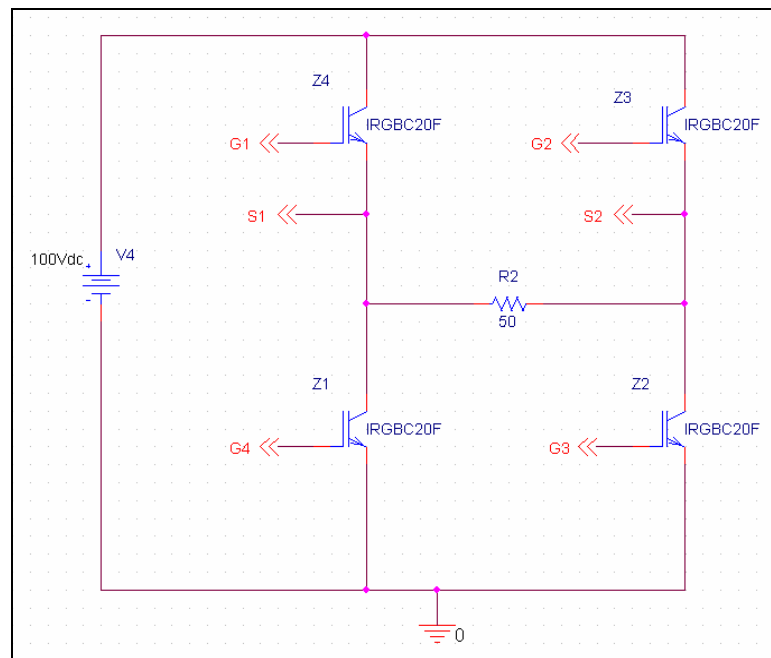 Z4
Z3
IRGBC20F
IRGBC20F
G1
G2
S1
S2
100Vdc
+
-
V4
R2
50
Z1
Z2
IRGBC20F
IRGBC20F
G4
G3
0